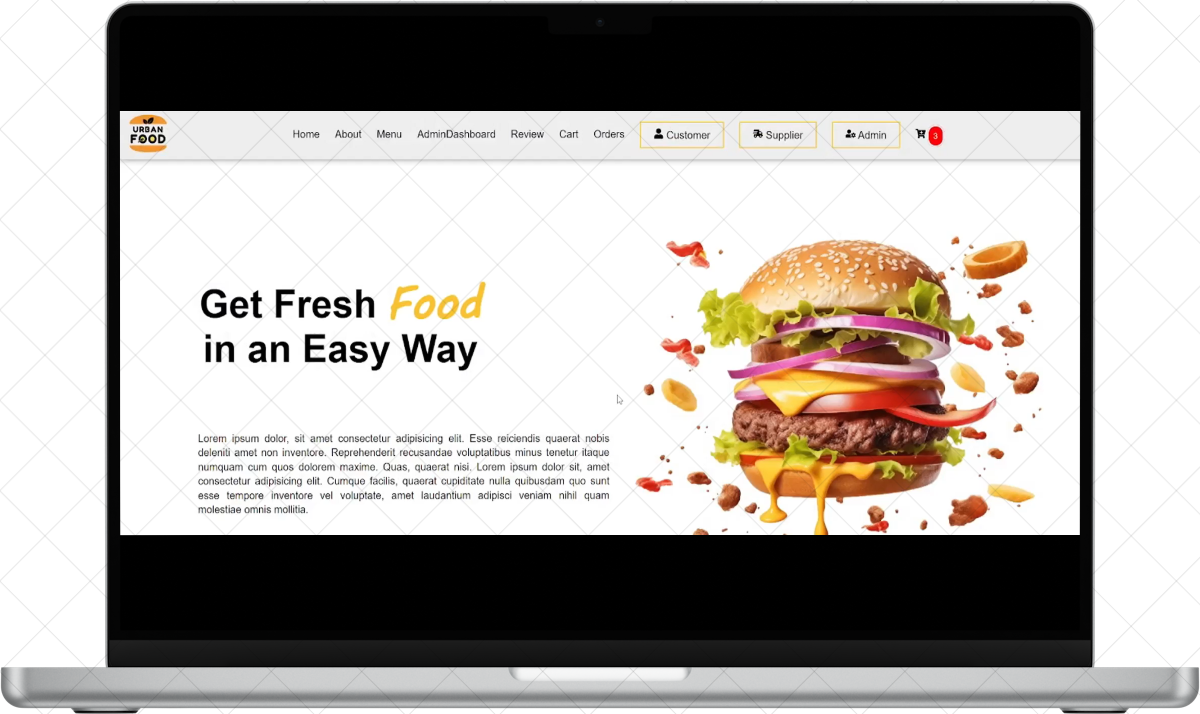 URBAN
FOOD
Home About Menu AdminDashboard Review Cart Orders Customer Supplier Admin 3
Get Fresh Food
in an Easy Way
Lorem ipsum dolor, sit amet consectetur adipisicing elit. Esse reiciendis quaerat nobis
deleniti amet non inventore. Reprehenderit recusandae voluptatibus minus tenetur itaque
numquam cum quos dolorem maxime. Quas, quaerat nisi. Lorem ipsum dolor sit, amet
consectetur adipisicing elit. Cumque facilis, quaerat cupiditate nulla quibusdam quo sunt
esse tempore inventore vel voluptate, amet laudantium adipisci veniam nihil quam
molestiae omnis mollitia.